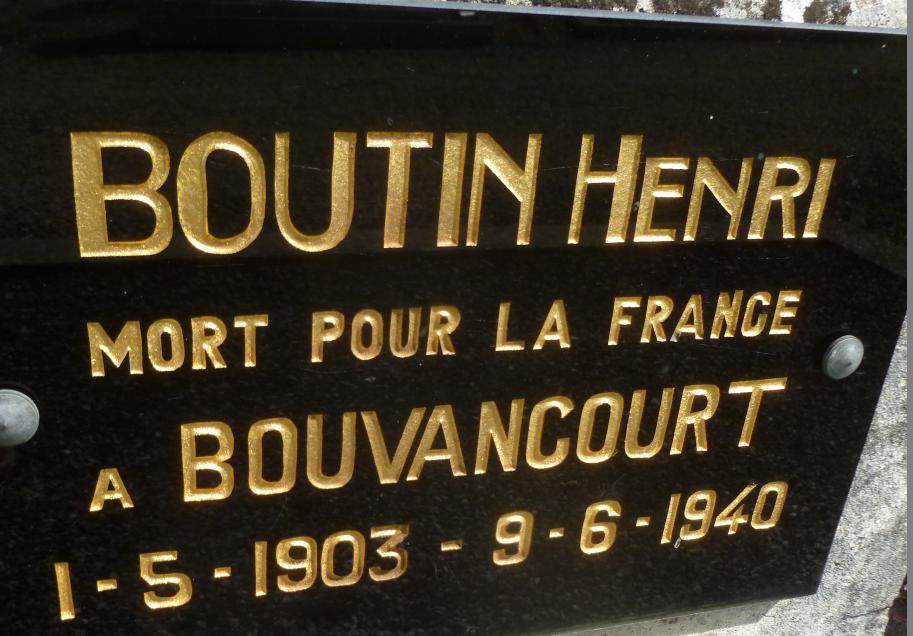 BOUTIN HENRI
MORT POUR LA FRANCE
A BOUVANCOURT
1-5-1903 - 9-6-1940